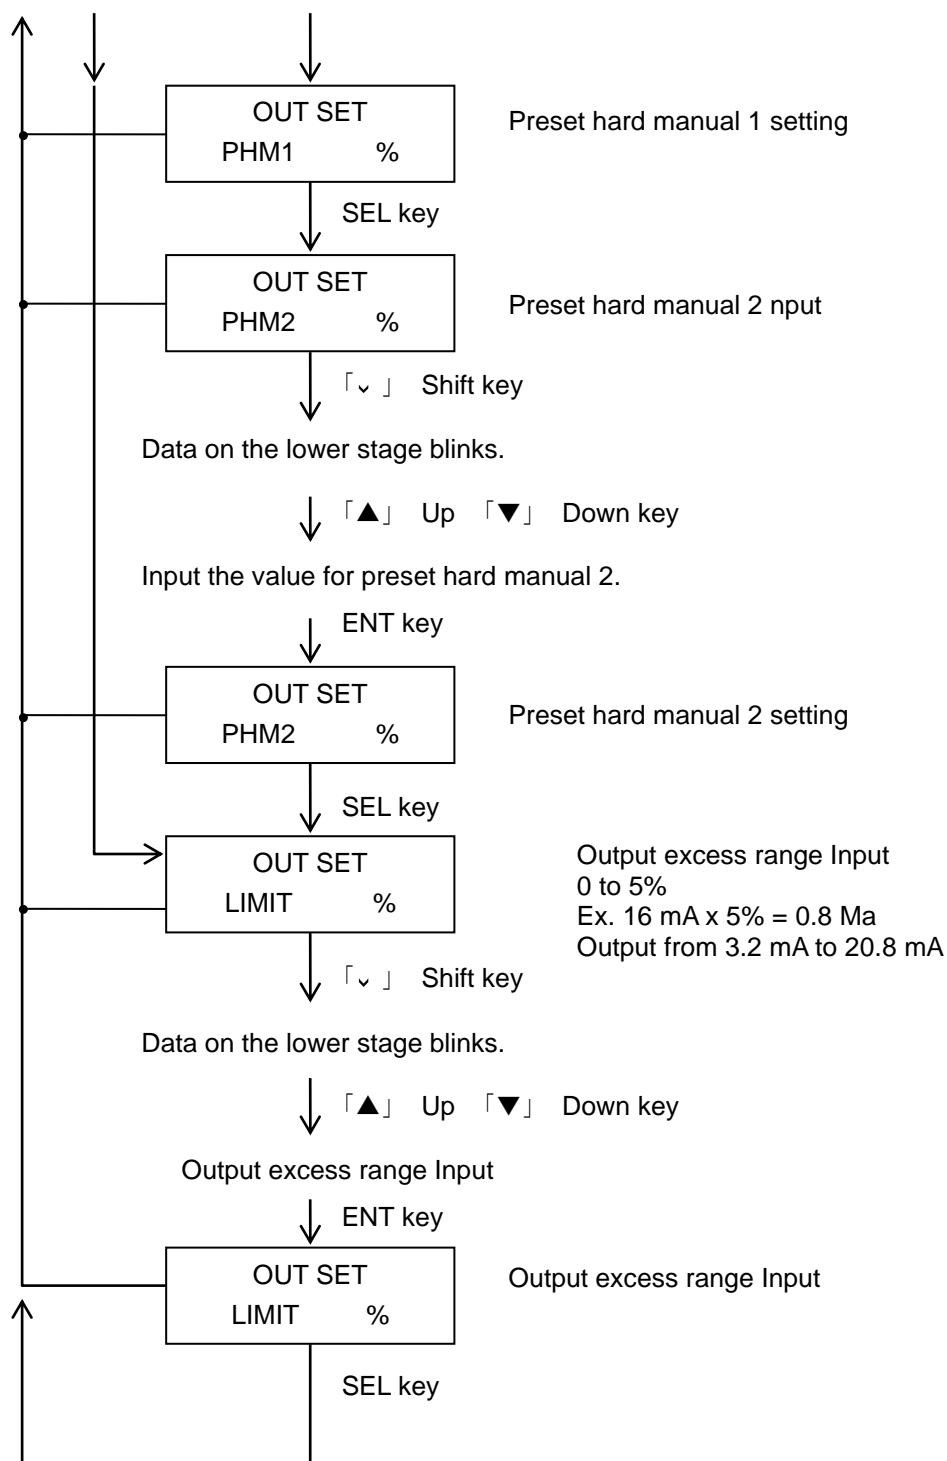 OUT SET
PHM1 %
Preset hard manual 1 setting
SEL key
OUT SET
PHM2 %
Preset hard manual 2 nput
「⌄」 Shift key
Data on the lower stage blinks.
「▲」 Up 「▼」 Down key
Input the value for preset hard manual 2.
ENT key
OUT SET
PHM2 %
Preset hard manual 2 setting
SEL key
OUT SET
LIMIT %
Output excess range Input
0 to 5%
Ex. 16 mA x 5% = 0.8 Ma
Output from 3.2 mA to 20.8 mA
「⌄」 Shift key
Data on the lower stage blinks.
「▲」 Up 「▼」 Down key
Output excess range Input
ENT key
OUT SET
LIMIT %
Output excess range Input
SEL key